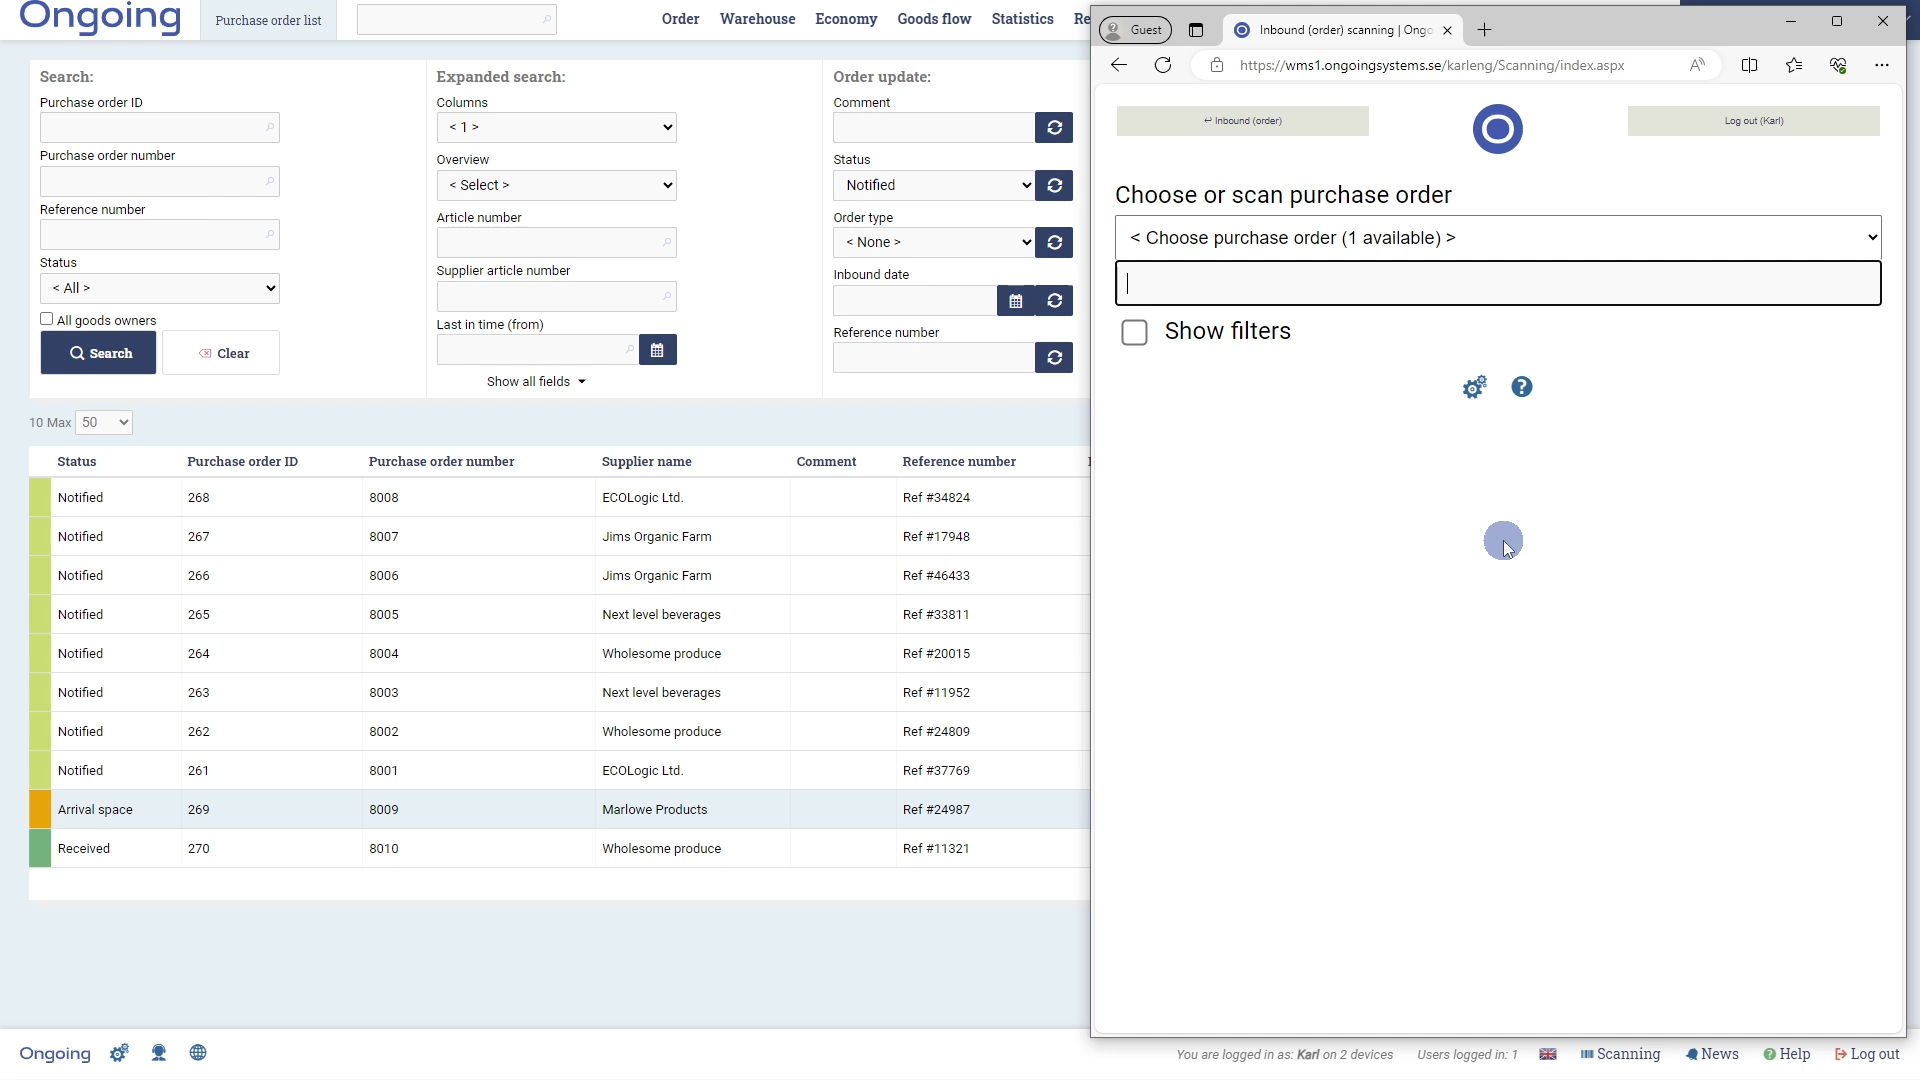 Ongoing
Purchase order list
Order Warehouse Economy Goods flow Statistics Re
Search:
Purchase order ID
Purchase order number
Reference number
Status
< All >
All goods owners
Search
Clear
Expanded search:
Columns
< 1 >
Overview
< Select >
Article number
Supplier article number
Last in time (from)
Show all fields
Order update:
Comment
Status
Notified
Order type
< None >
Inbound date
Reference number
10 Max 50
Status Purchase order ID Purchase order number Supplier name Comment Reference number
Notified 268 8008 ECOLogic Ltd. Ref #34824
Notified 267 8007 Jims Organic Farm Ref #17948
Notified 266 8006 Jims Organic Farm Ref #46433
Notified 265 8005 Next level beverages Ref #33811
Notified 264 8004 Wholesome produce Ref #20015
Notified 263 8003 Next level beverages Ref #11952
Notified 262 8002 Wholesome produce Ref #24809
Notified 261 8001 ECOLogic Ltd. Ref #37769
Arrival space 269 8009 Marlowe Products Ref #24987
Received 270 8010 Wholesome produce Ref #11321
Guest
Inbound (order) scanning | Ongo
https://wms1.ongoingsystems.se/karleng/Scanning/index.aspx
↩ Inbound (order)
Log out (Karl)
Choose or scan purchase order
< Choose purchase order (1 available) >
Show filters
Ongoing
You are logged in as: Karl on 2 devices Users logged in: 1 Scanning News Help Log out